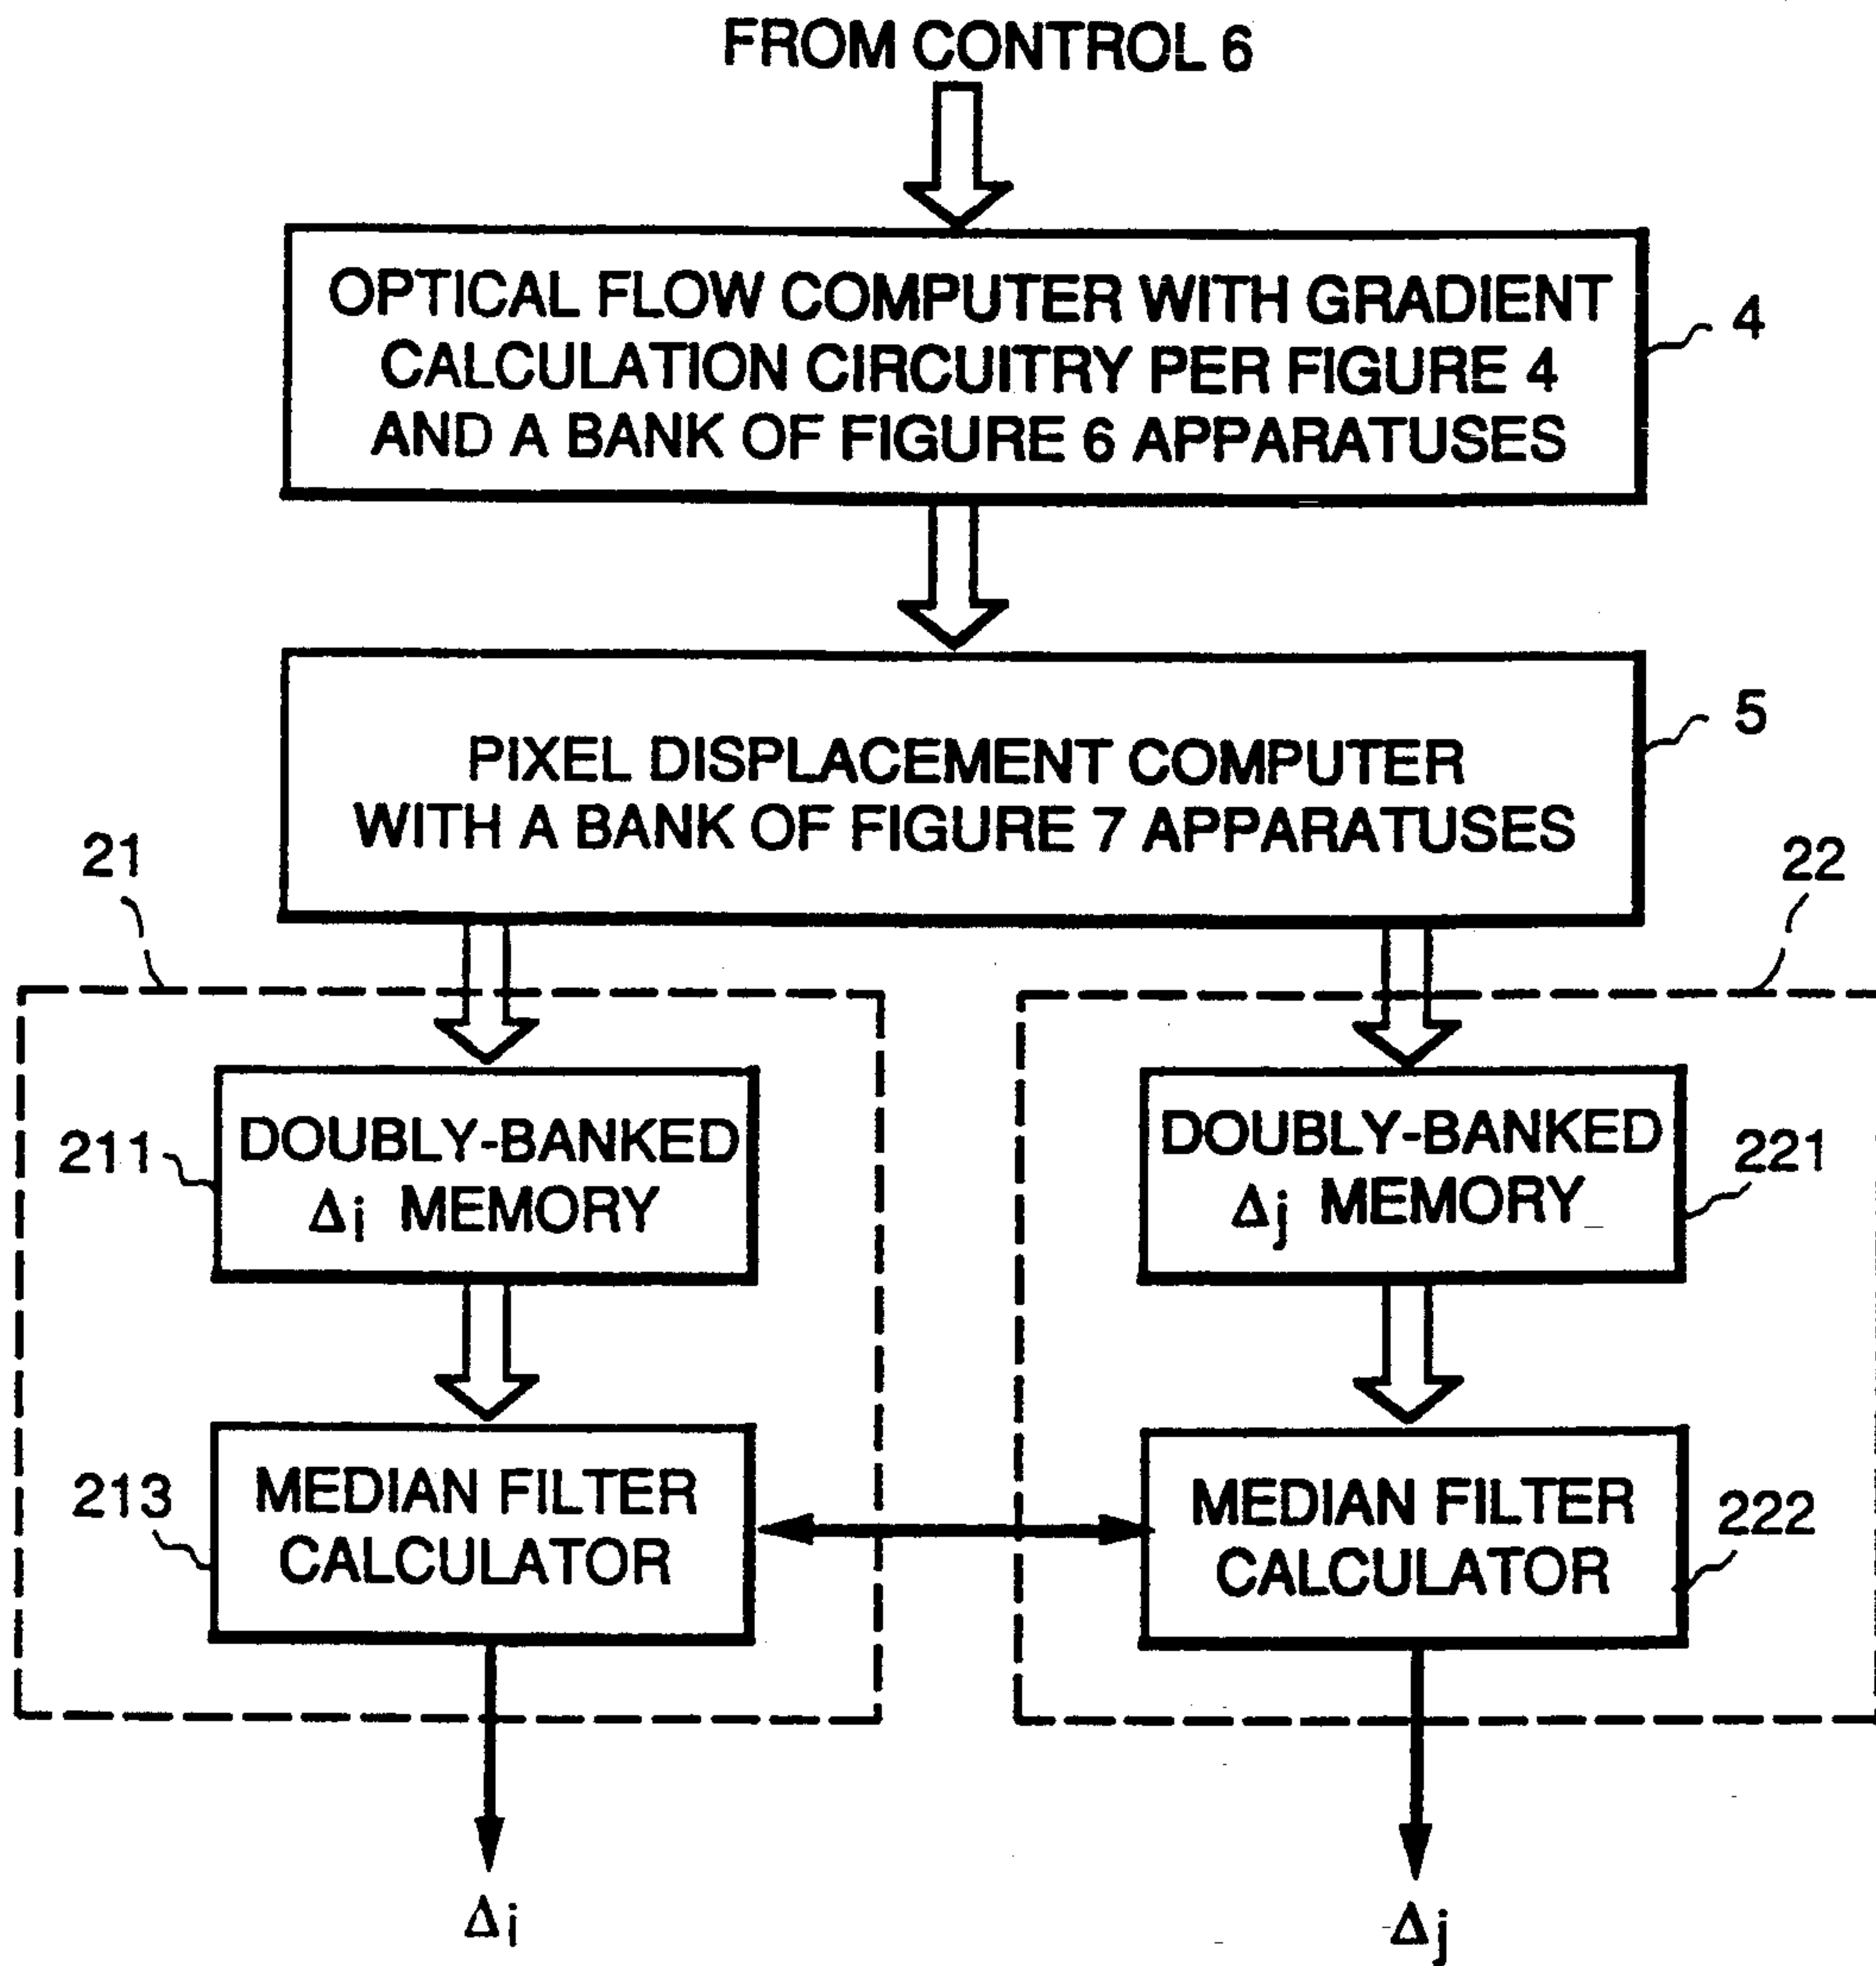 FROM CONTROL 6
OPTICAL FLOW COMPUTER WITH GRADIENT
CALCULATION CIRCUITRY PER FIGURE 4
AND A BANK OF FIGURE 6 APPARATUSES
4
PIXEL DISPLACEMENT COMPUTER
WITH A BANK OF FIGURE 7 APPARATUSES
5
21
22
DOUBLY-BANKED
Δi MEMORY
211
DOUBLY-BANKED
Δj MEMORY
221
MEDIAN FILTER
CALCULATOR
213
MEDIAN FILTER
CALCULATOR
222
Δi
Δj